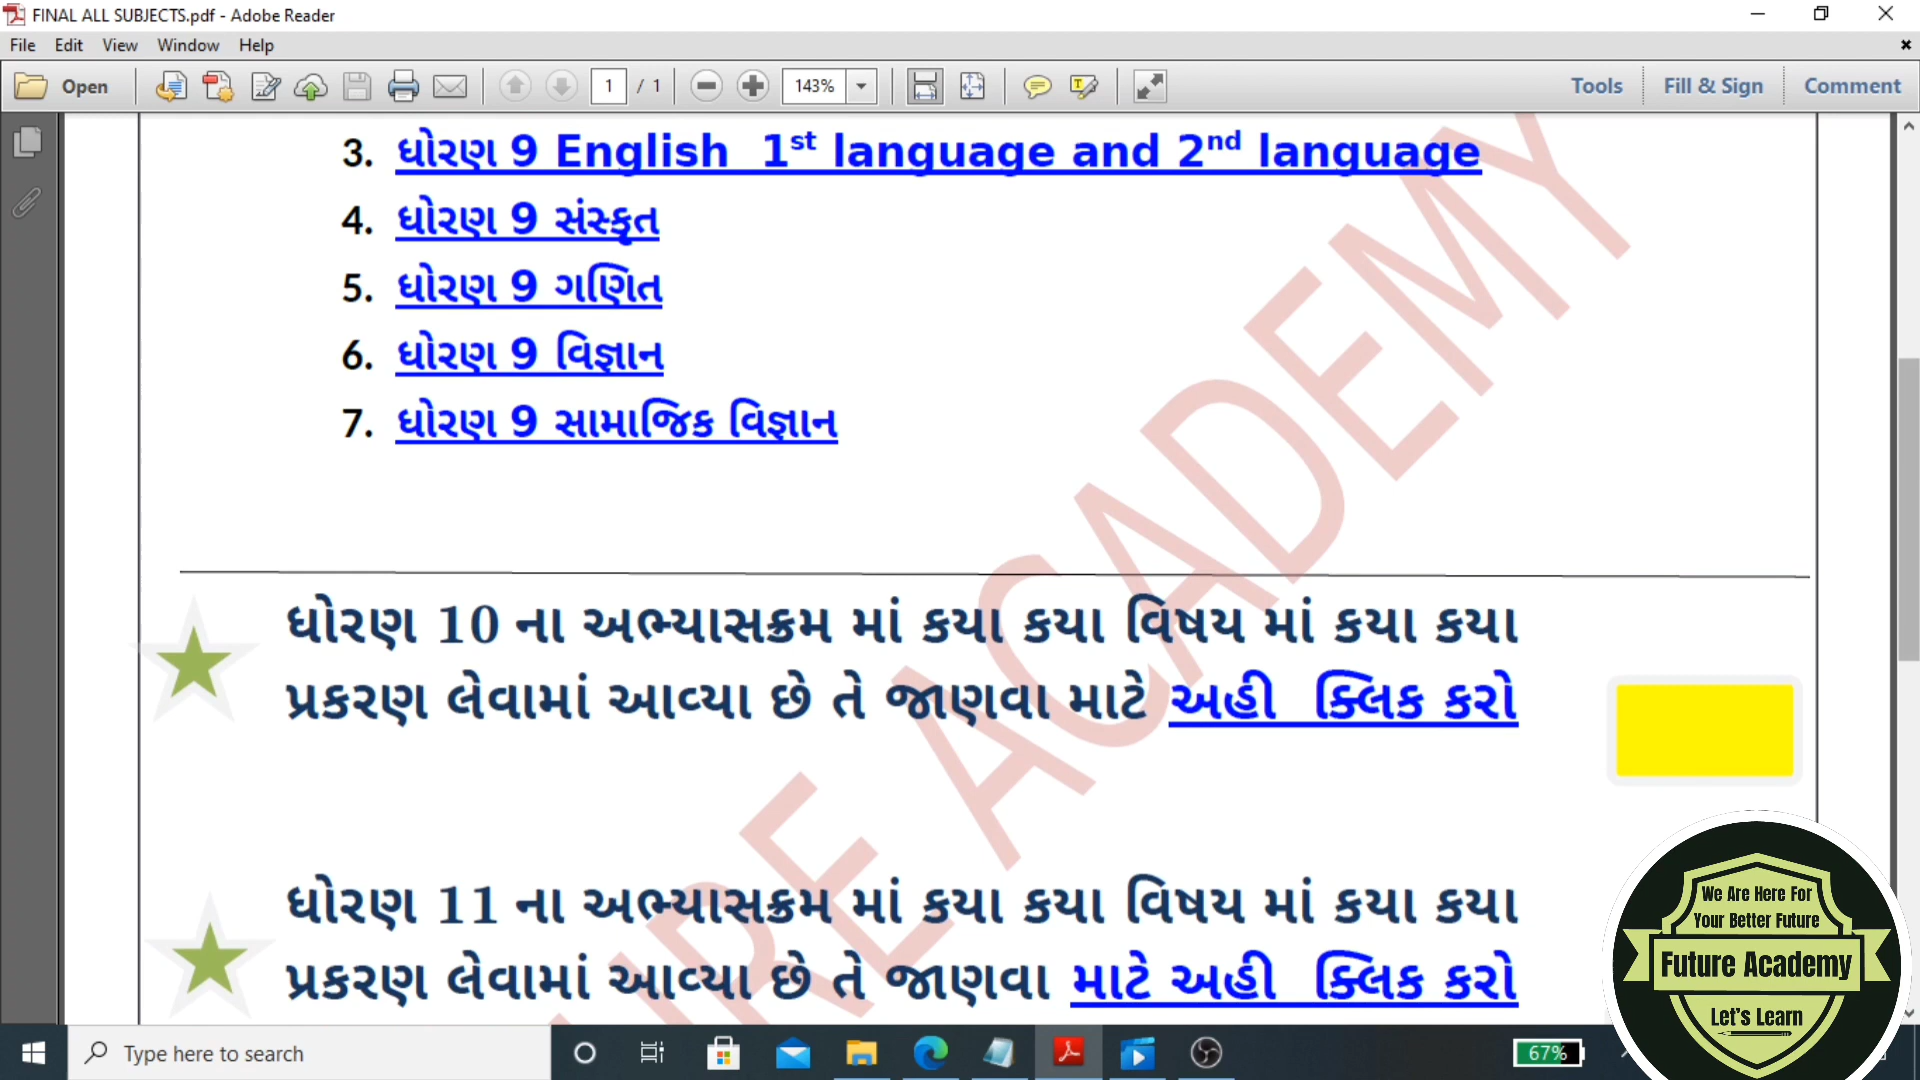 FINAL ALL SUBJECTS.pdf - Adobe Reader
File Edit View Window Help
Open 1 / 1 143% Tools Fill & Sign Comment
3. ધોરણ 9 English 1st language and 2nd language
4. ધોરણ 9 સંસ્કૃત
5. ધોરણ 9 ગણિત
6. ધોરણ 9 વિજ્ઞાન
7. ધોરણ 9 સામાજિક વિજ્ઞાન
ધોરણ 10 ના અભ્યાસક્રમ માં કયા કયા વિષય માં કયા કયા
પ્રકરણ લેવામાં આવ્યા છે તે જાણવા માટે અહી ક્લિક કરો
ધોરણ 11 ના અભ્યાસક્રમ માં કયા કયા વિષય માં કયા કયા
પ્રકરણ લેવામાં આવ્યા છે તે જાણવા માટે અહી ક્લિક કરો
URE ACADEMY
We Are Here For
Your Better Future
Future Academy
Let's Learn
Type here to search 67%